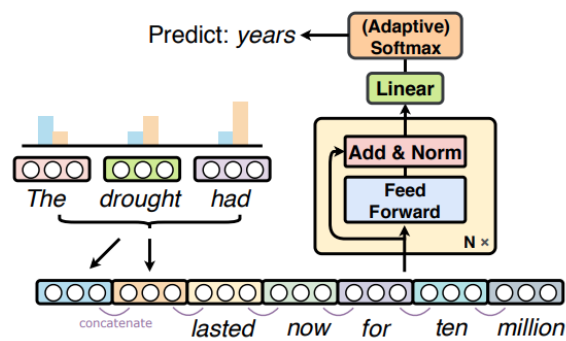 Predict: years
(Adaptive)
Softmax
Linear
Add & Norm
Feed
Forward
N ×
The drought had
concatenate
lasted now for ten million